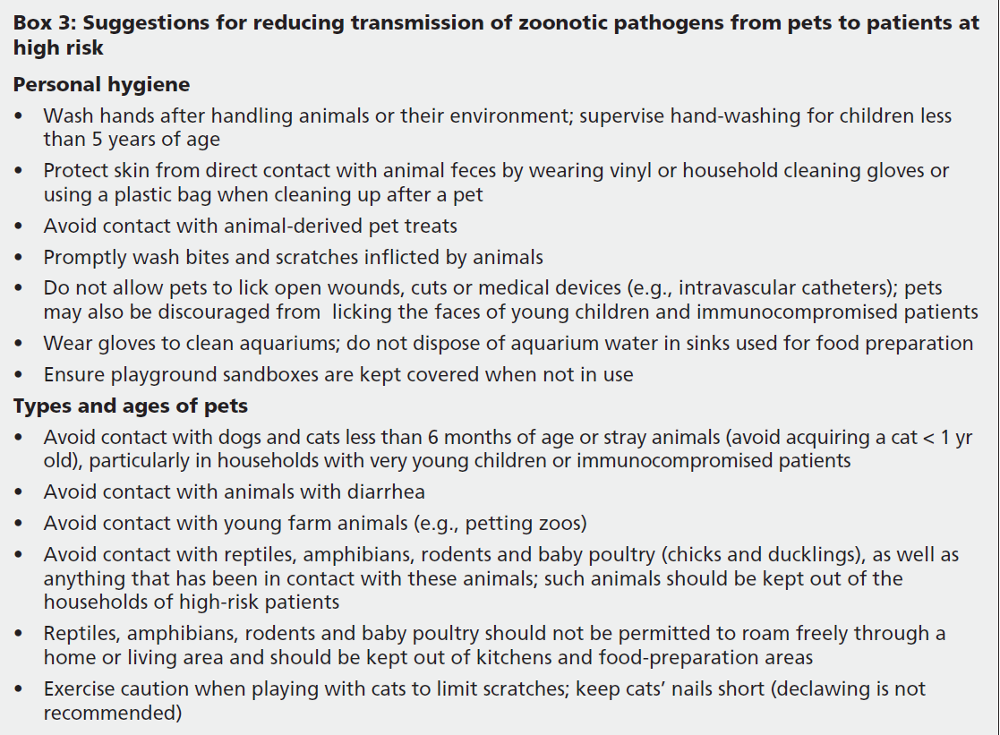 Box 3: Suggestions for reducing transmission of zoonotic pathogens from pets to patients at
high risk
Personal hygiene
• Wash hands after handling animals or their environment; supervise hand-washing for children less
than 5 years of age
• Protect skin from direct contact with animal feces by wearing vinyl or household cleaning gloves or
using a plastic bag when cleaning up after a pet
• Avoid contact with animal-derived pet treats
• Promptly wash bites and scratches inflicted by animals
• Do not allow pets to lick open wounds, cuts or medical devices (e.g., intravascular catheters); pets
may also be discouraged from licking the faces of young children and immunocompromised patients
• Wear gloves to clean aquariums; do not dispose of aquarium water in sinks used for food preparation
• Ensure playground sandboxes are kept covered when not in use
Types and ages of pets
• Avoid contact with dogs and cats less than 6 months of age or stray animals (avoid acquiring a cat < 1 yr
old), particularly in households with very young children or immunocompromised patients
• Avoid contact with animals with diarrhea
• Avoid contact with young farm animals (e.g., petting zoos)
• Avoid contact with reptiles, amphibians, rodents and baby poultry (chicks and ducklings), as well as
anything that has been in contact with these animals; such animals should be kept out of the
households of high-risk patients
• Reptiles, amphibians, rodents and baby poultry should not be permitted to roam freely through a
home or living area and should be kept out of kitchens and food-preparation areas
• Exercise caution when playing with cats to limit scratches; keep cats’ nails short (declawing is not
recommended)